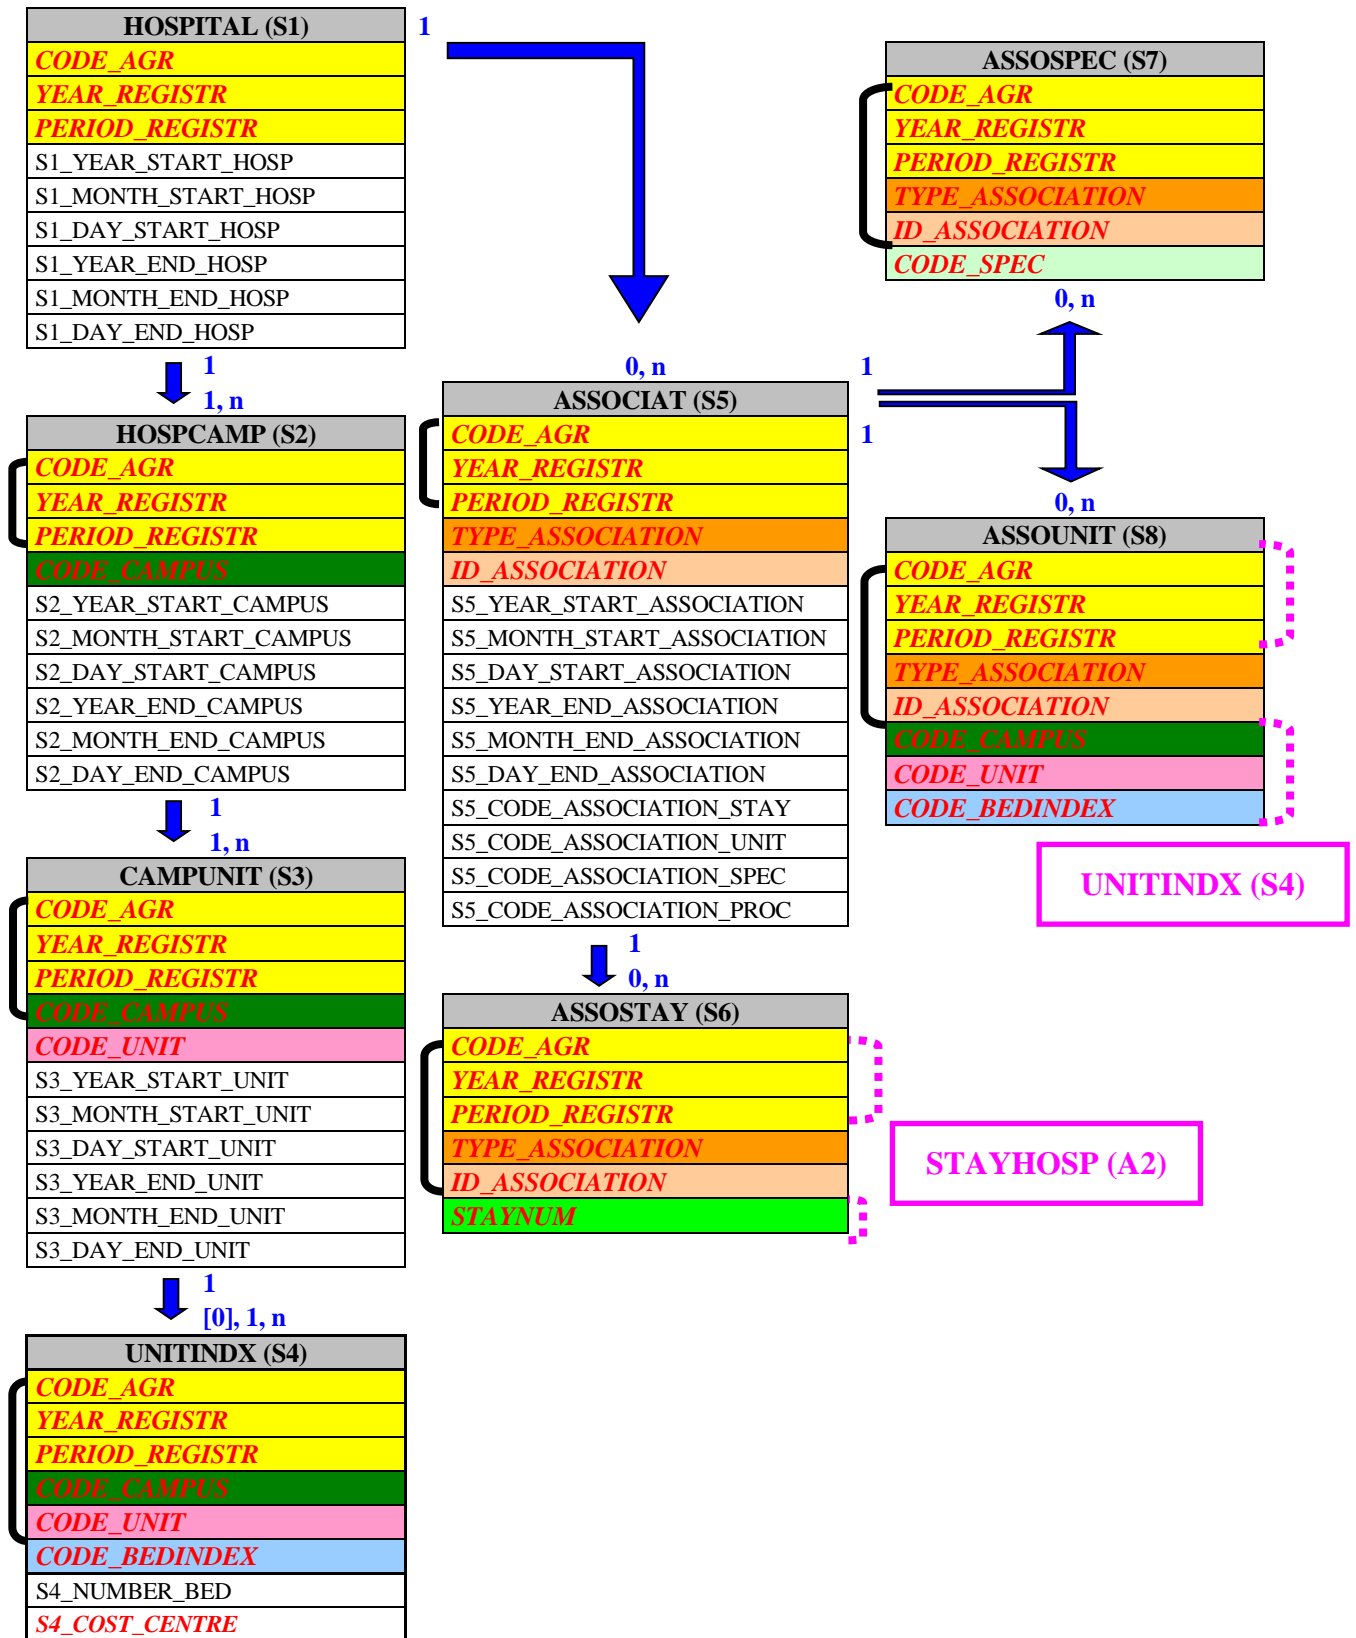 HOSPITAL (S1)
CODE_AGR
YEAR_REGISTR
PERIOD_REGISTR
S1_YEAR_START_HOSP
S1_MONTH_START_HOSP
S1_DAY_START_HOSP
S1_YEAR_END_HOSP
S1_MONTH_END_HOSP
S1_DAY_END_HOSP
1
1, n
HOSPCAMP (S2)
CODE_AGR
YEAR_REGISTR
PERIOD_REGISTR
CODE_CAMPUS
S2_YEAR_START_CAMPUS
S2_MONTH_START_CAMPUS
S2_DAY_START_CAMPUS
S2_YEAR_END_CAMPUS
S2_MONTH_END_CAMPUS
S2_DAY_END_CAMPUS
1
1, n
CAMPUNIT (S3)
CODE_AGR
YEAR_REGISTR
PERIOD_REGISTR
CODE_CAMPUS
CODE_UNIT
S3_YEAR_START_UNIT
S3_MONTH_START_UNIT
S3_DAY_START_UNIT
S3_YEAR_END_UNIT
S3_MONTH_END_UNIT
S3_DAY_END_UNIT
1
[0], 1, n
UNITINDX (S4)
CODE_AGR
YEAR_REGISTR
PERIOD_REGISTR
CODE_CAMPUS
CODE_UNIT
CODE_BEDINDEX
S4_NUMBER_BED
S4_COST_CENTRE
1
0, n
ASSOCIAT (S5)
CODE_AGR
YEAR_REGISTR
PERIOD_REGISTR
TYPE_ASSOCIATION
ID_ASSOCIATION
S5_YEAR_START_ASSOCIATION
S5_MONTH_START_ASSOCIATION
S5_DAY_START_ASSOCIATION
S5_YEAR_END_ASSOCIATION
S5_MONTH_END_ASSOCIATION
S5_DAY_END_ASSOCIATION
S5_CODE_ASSOCIATION_STAY
S5_CODE_ASSOCIATION_UNIT
S5_CODE_ASSOCIATION_SPEC
S5_CODE_ASSOCIATION_PROC
1
0, n
ASSOSTAY (S6)
CODE_AGR
YEAR_REGISTR
PERIOD_REGISTR
TYPE_ASSOCIATION
ID_ASSOCIATION
STAYNUM
STAYHOSP (A2)
ASSOSPEC (S7)
CODE_AGR
YEAR_REGISTR
PERIOD_REGISTR
TYPE_ASSOCIATION
ID_ASSOCIATION
CODE_SPEC
0, n
1
1
0, n
ASSOUNIT (S8)
CODE_AGR
YEAR_REGISTR
PERIOD_REGISTR
TYPE_ASSOCIATION
ID_ASSOCIATION
CODE_CAMPUS
CODE_UNIT
CODE_BEDINDEX
UNITINDX (S4)